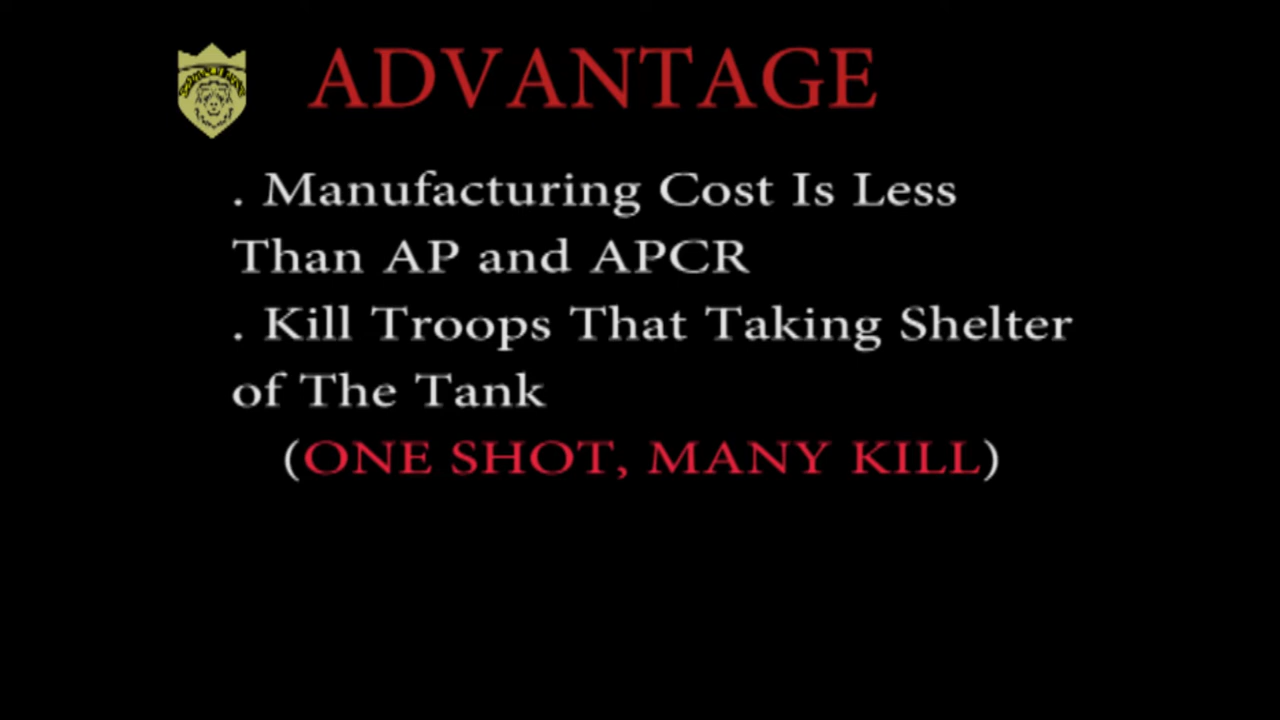 ADVANTAGE
. Manufacturing Cost Is Less
Than AP and APCR
. Kill Troops That Taking Shelter
of The Tank
(ONE SHOT, MANY KILL)